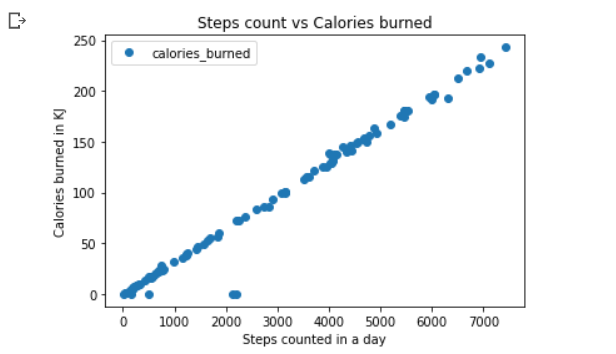 Steps count vs Calories burned
calories_burned
250
200
150
100
50
0
Calories burned in KJ
0 1000 2000 3000 4000 5000 6000 7000
Steps counted in a day